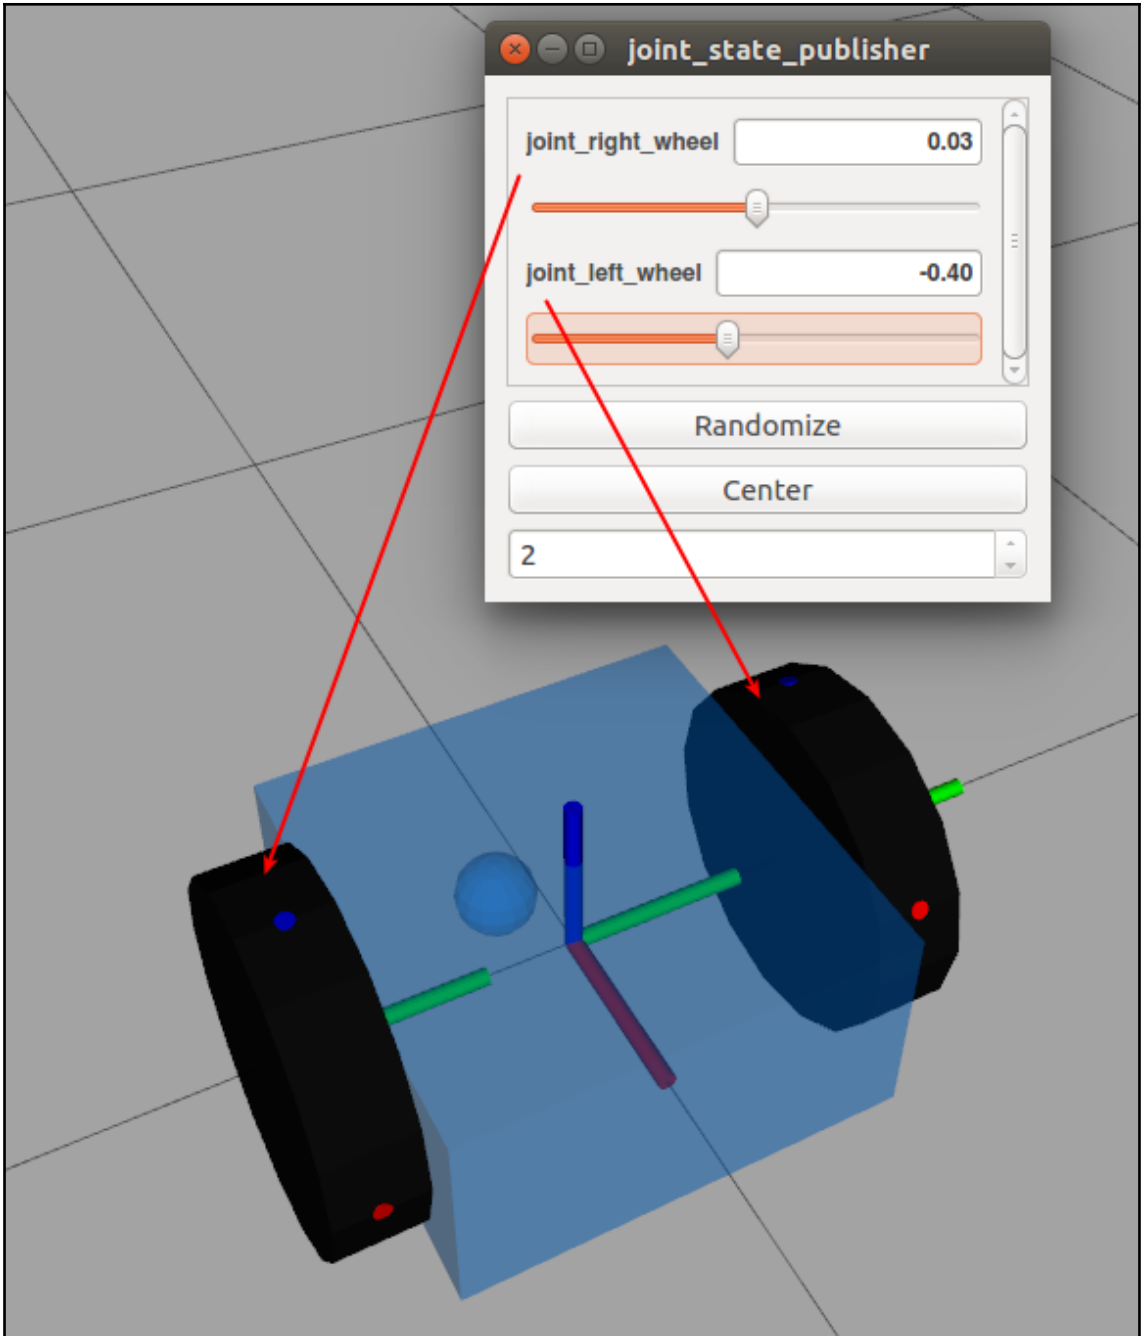 joint_state_publisher
joint_right_wheel 0.03
joint_left_wheel -0.40
Randomize
Center
2